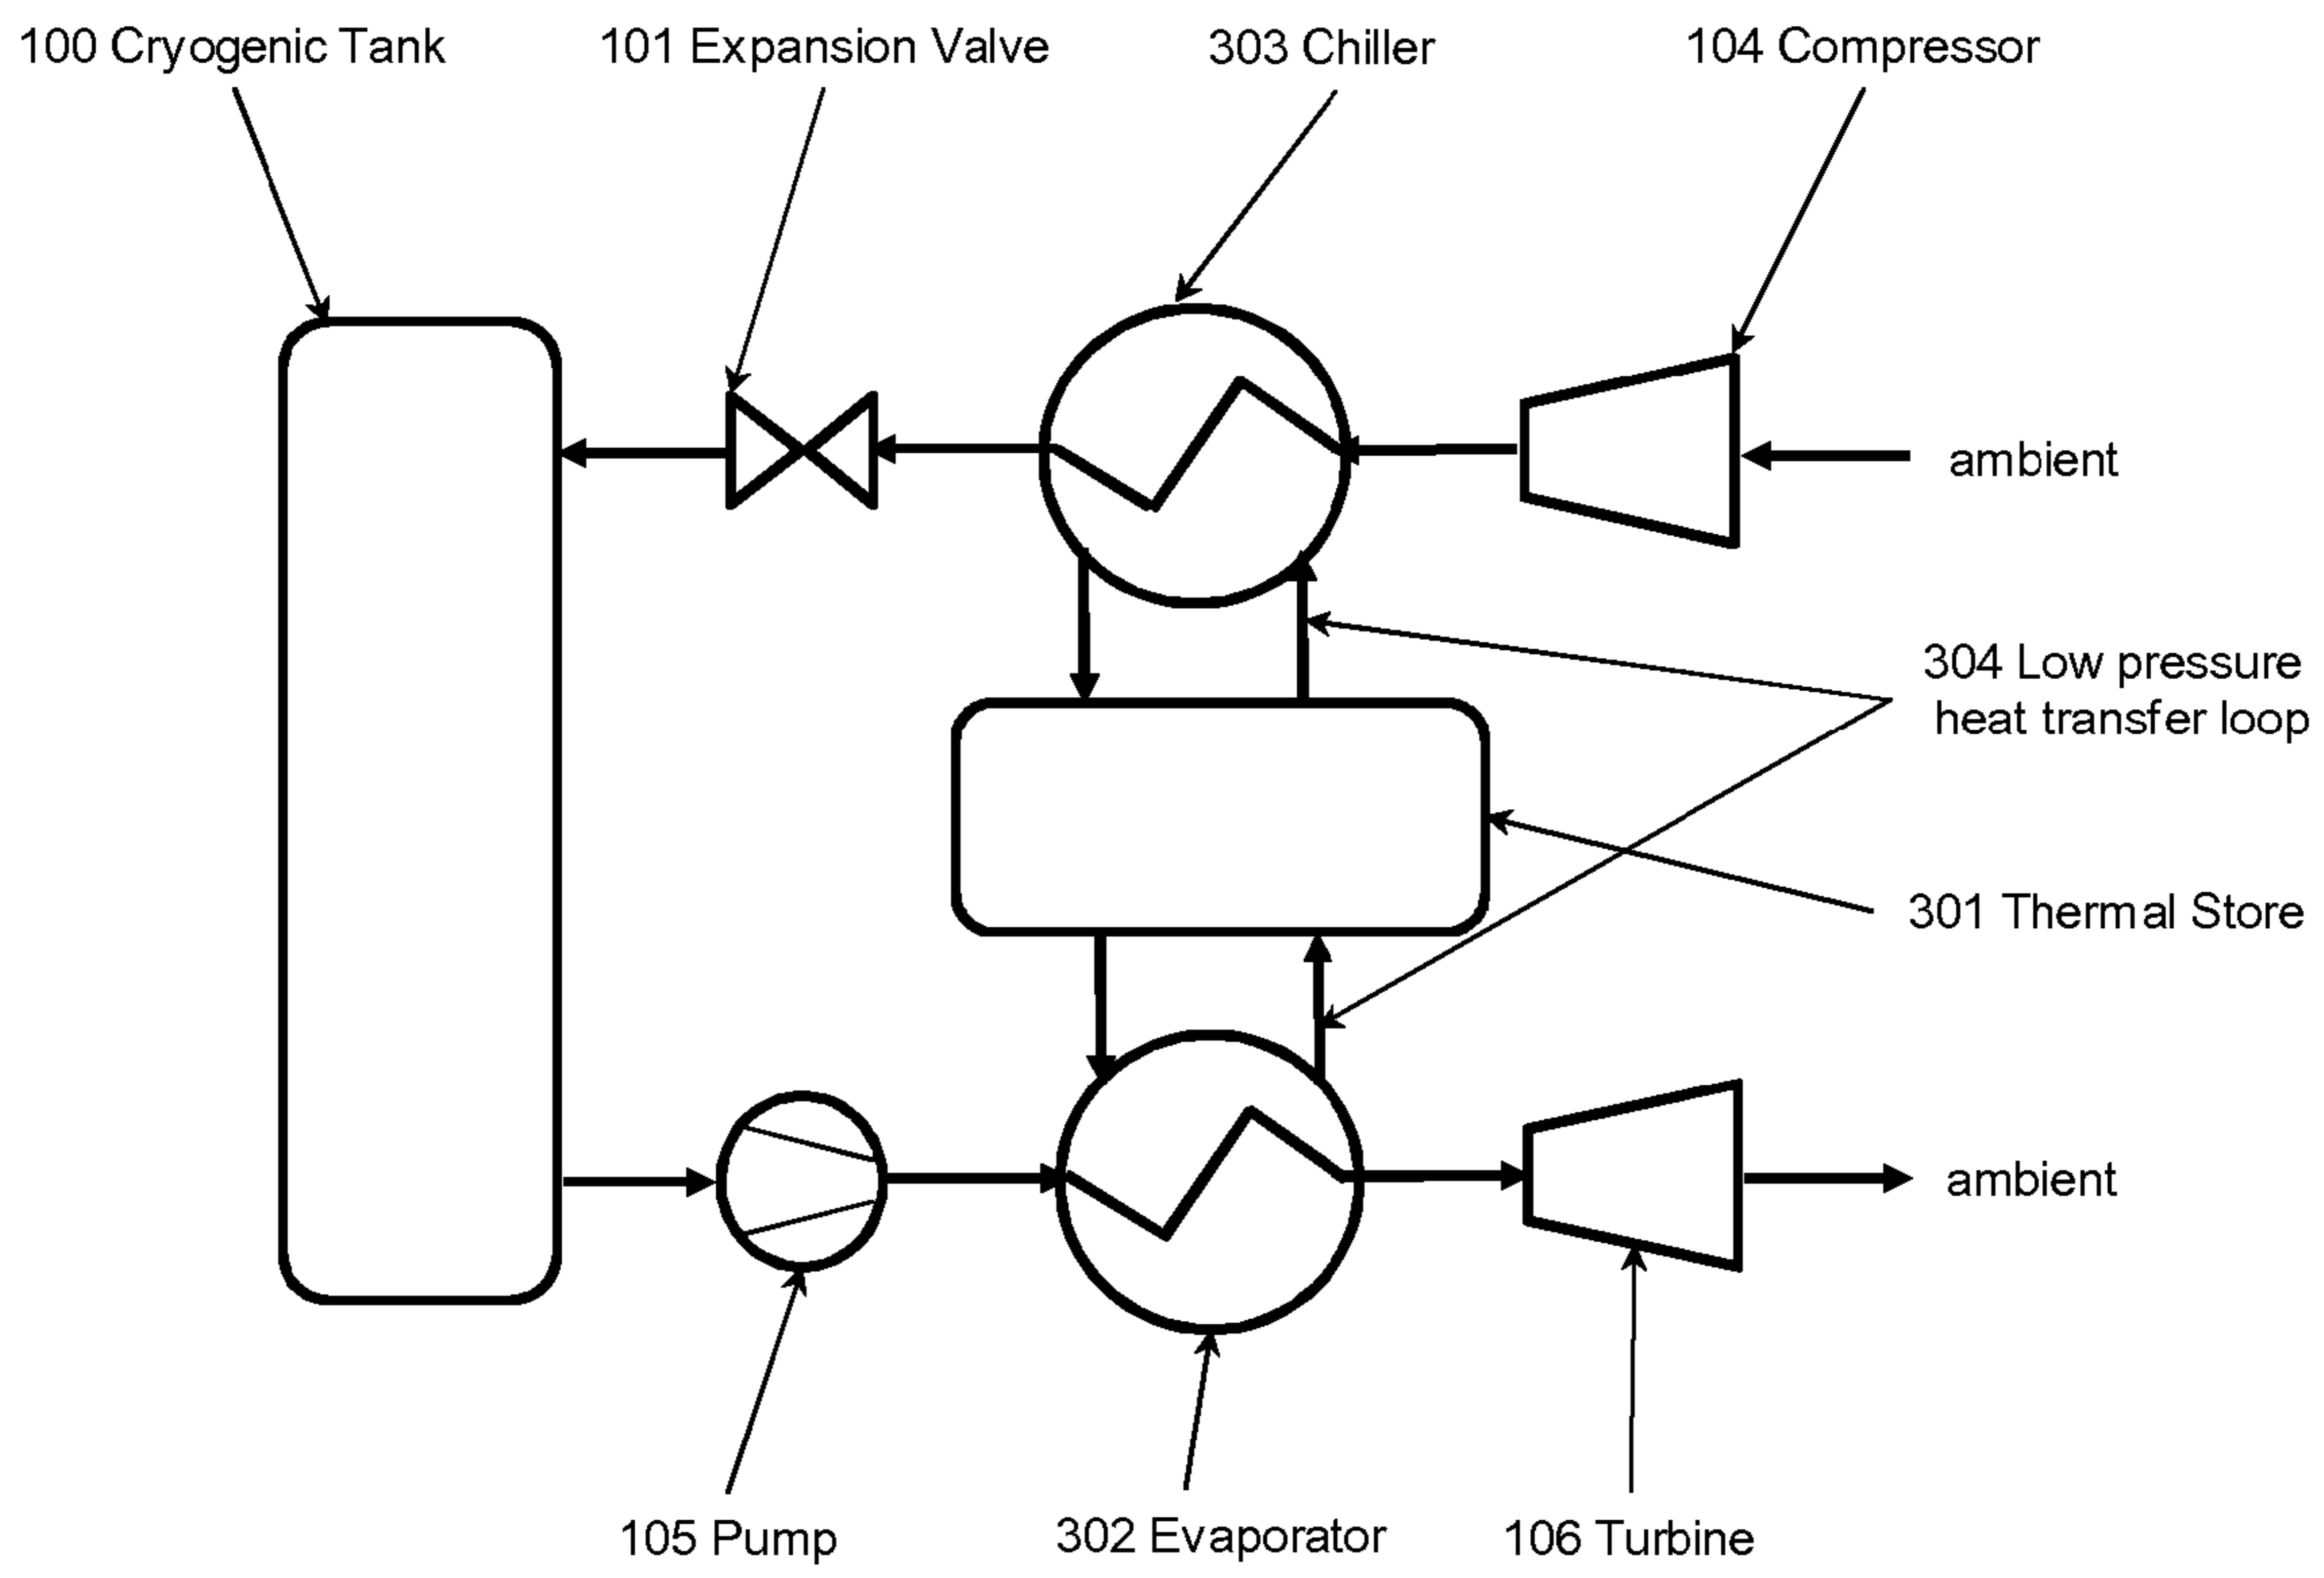 100 Cryogenic Tank
101 Expansion Valve
303 Chiller
104 Compressor
ambient
304 Low pressure
heat transfer loop
301 Thermal Store
ambient
105 Pump
302 Evaporator
106 Turbine